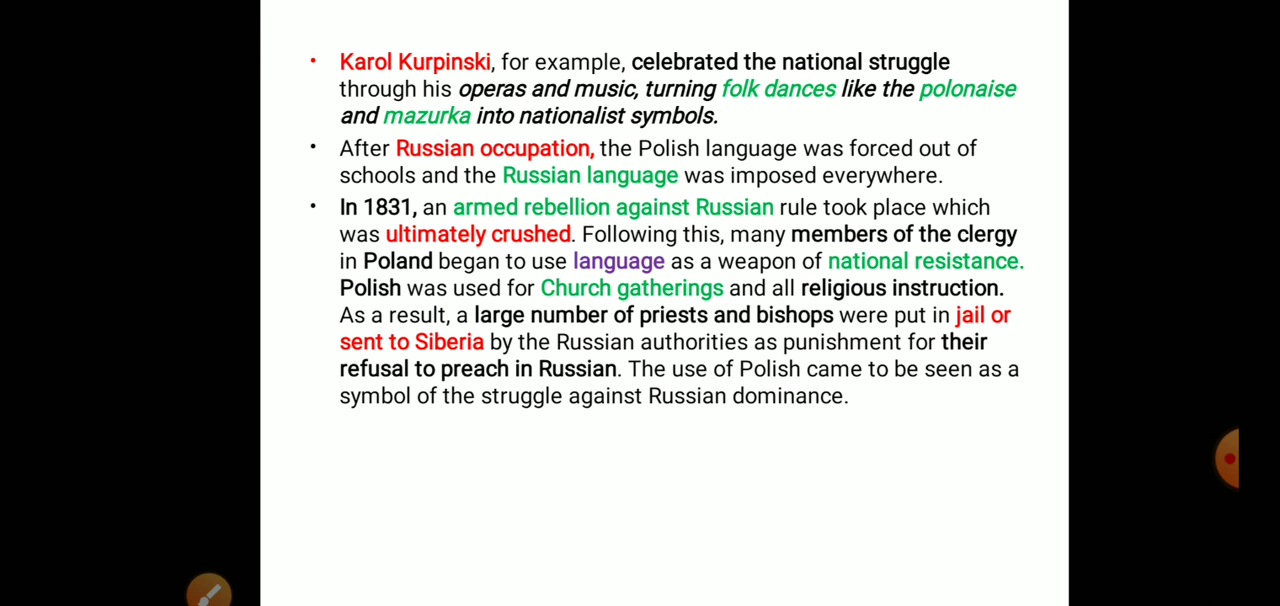 • Karol Kurpinski, for example, celebrated the national struggle
through his operas and music, turning folk dances like the polonaise
and mazurka into nationalist symbols.
• After Russian occupation, the Polish language was forced out of
schools and the Russian language was imposed everywhere.
• In 1831, an armed rebellion against Russian rule took place which
was ultimately crushed. Following this, many members of the clergy
in Poland began to use language as a weapon of national resistance.
Polish was used for Church gatherings and all religious instruction.
As a result, a large number of priests and bishops were put in jail or
sent to Siberia by the Russian authorities as punishment for their
refusal to preach in Russian. The use of Polish came to be seen as a
symbol of the struggle against Russian dominance.